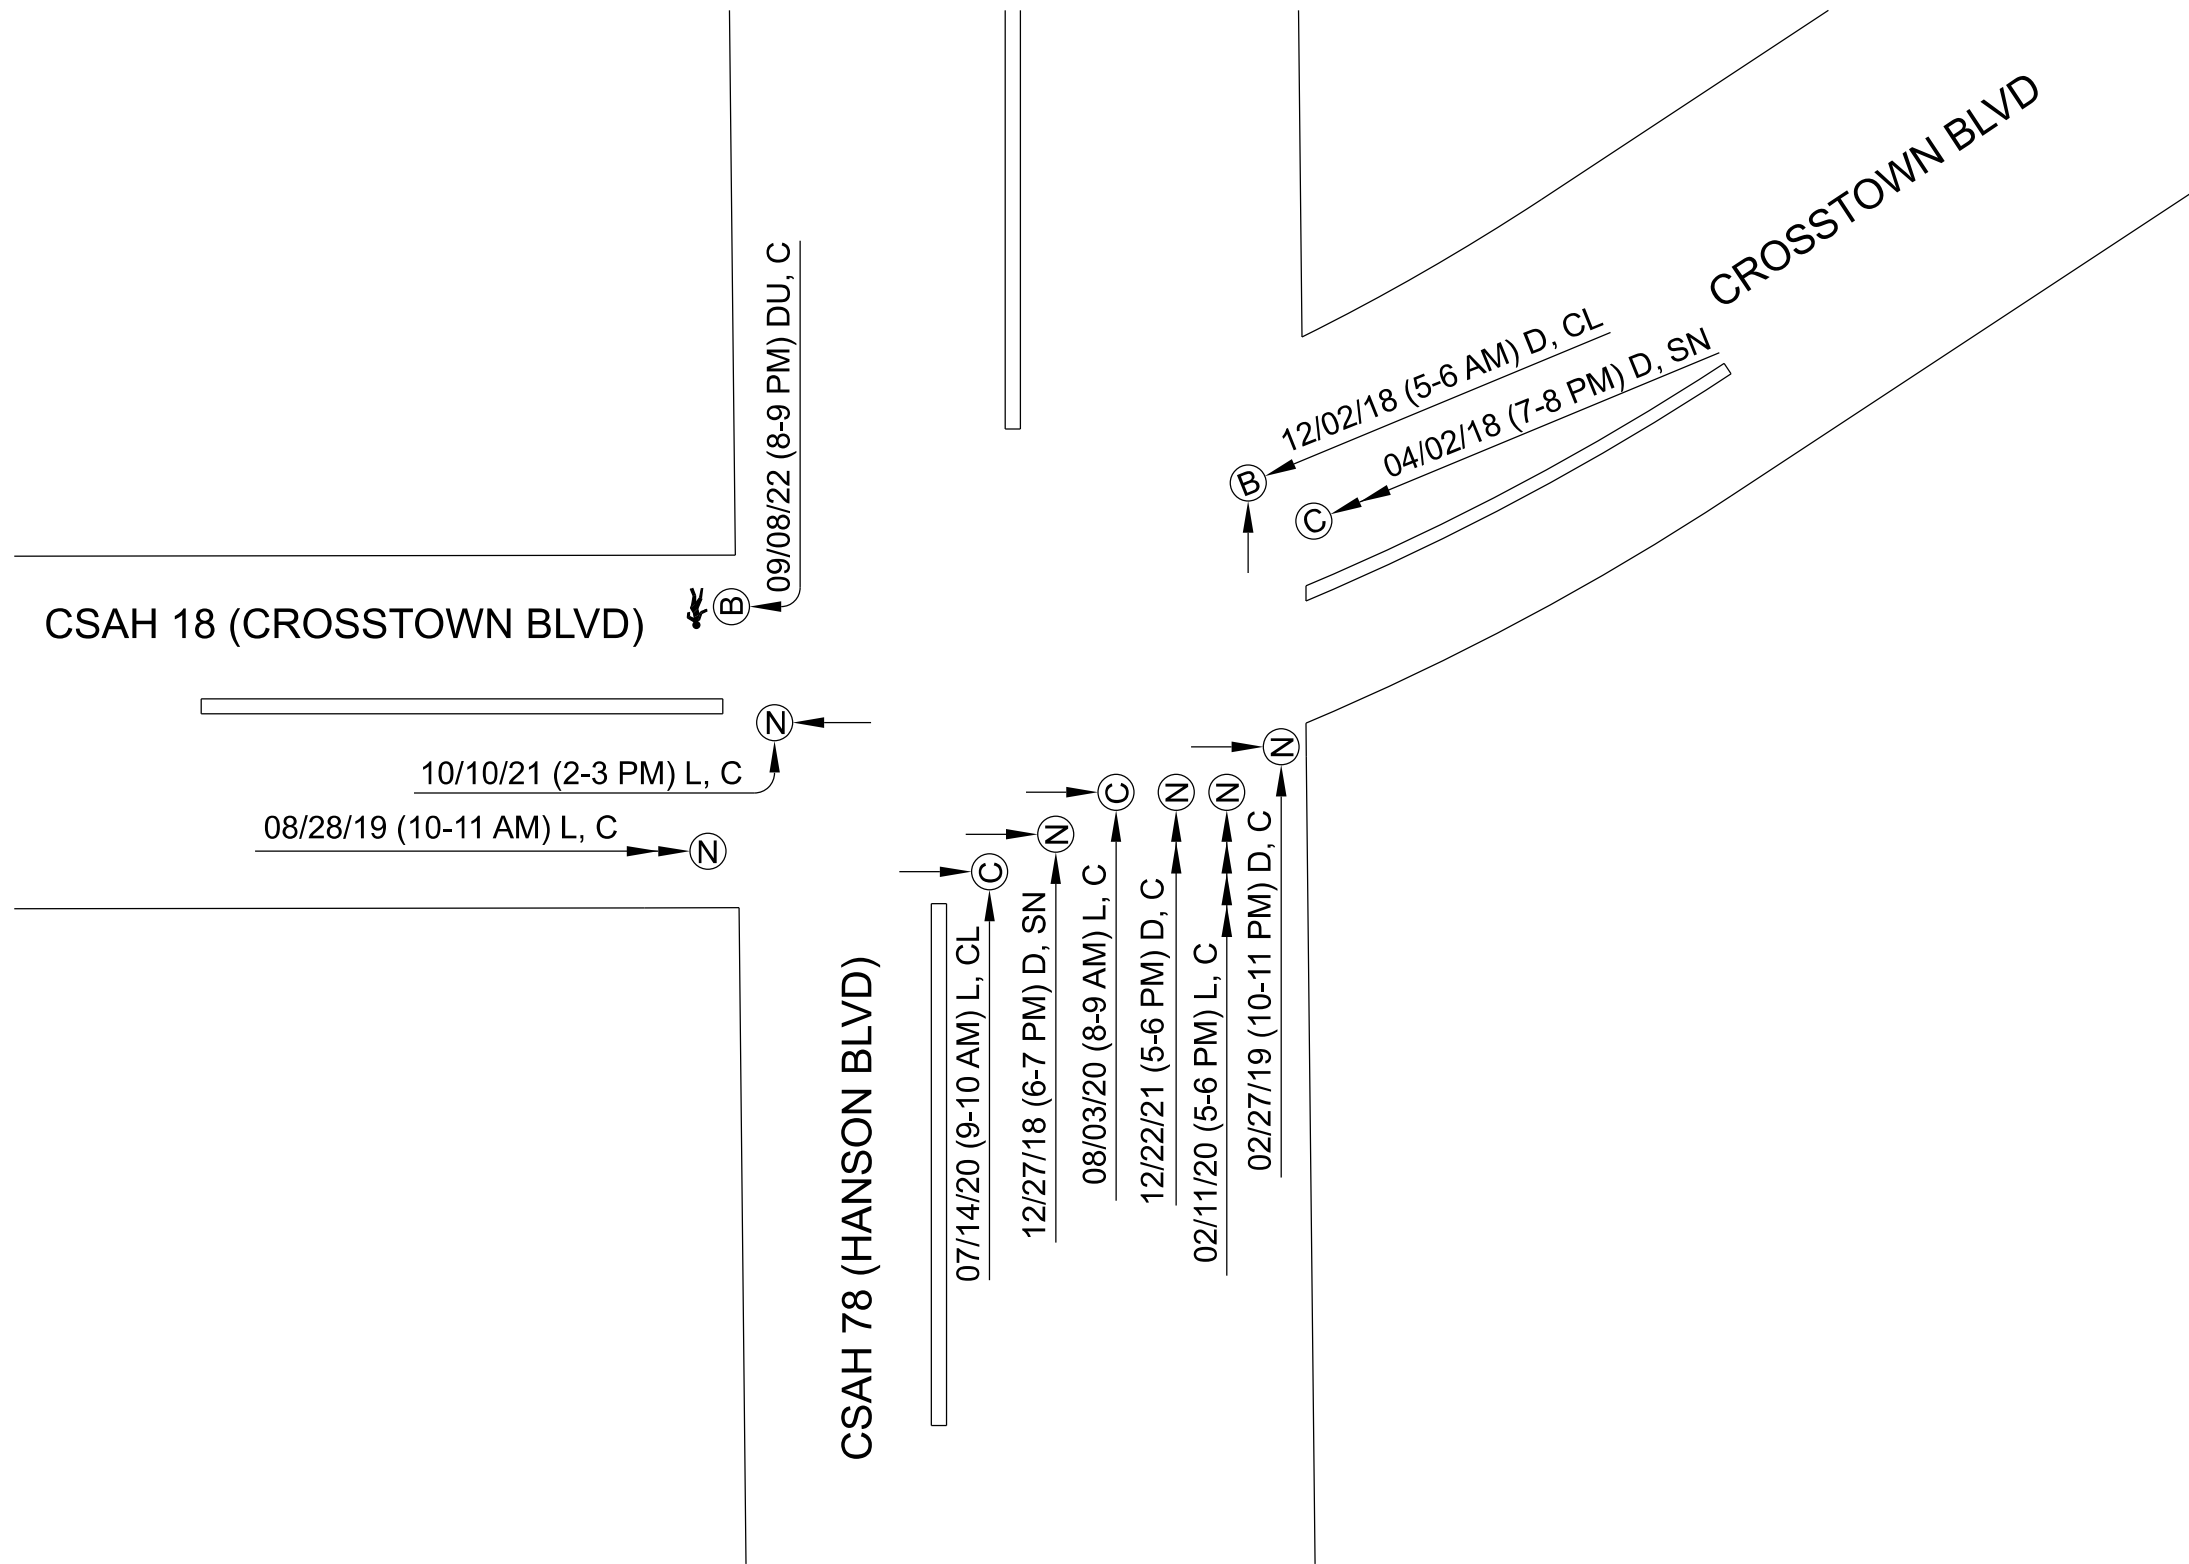 CROSSTOWN BLVD
09/08/22 (8-9 PM) DU, C
12/02/18 (5-6 AM) D, CL
04/02/18 (7-8 PM) D, SN
B
C
CSAH 18 (CROSSTOWN BLVD)
B
N
10/10/21 (2-3 PM) L, C
08/28/19 (10-11 AM) L, C
N
C
N
C
N
N
N
07/14/20 (9-10 AM) L, CL
12/27/18 (6-7 PM) D, SN
08/03/20 (8-9 AM) L, C
12/22/21 (5-6 PM) D, C
02/11/20 (5-6 PM) L, C
02/27/19 (10-11 PM) D, C
CSAH 78 (HANSON BLVD)